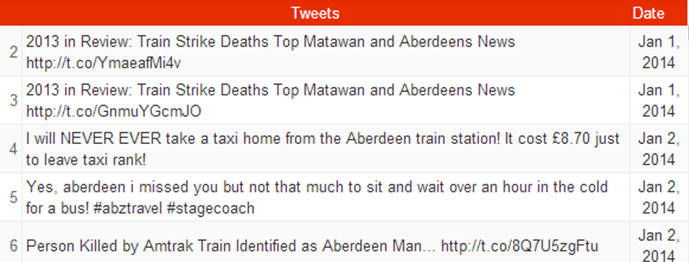 Tweets Date
2 2013 in Review: Train Strike Deaths Top Matawan and Aberdeens News Jan 1,
http://t.co/YmaeafMi4v 2014
3 2013 in Review: Train Strike Deaths Top Matawan and Aberdeens News Jan 1,
http://t.co/GnmuYGcmJO 2014
4 I will NEVER EVER take a taxi home from the Aberdeen train station! It cost £8.70 just Jan 2,
to leave taxi rank! 2014
5 Yes, aberdeen i missed you but not that much to sit and wait over an hour in the cold Jan 2,
for a bus! #abztravel #stagecoach 2014
6 Person Killed by Amtrak Train Identified as Aberdeen Man... http://t.co/8Q7U5zgFtu Jan 2,
2014